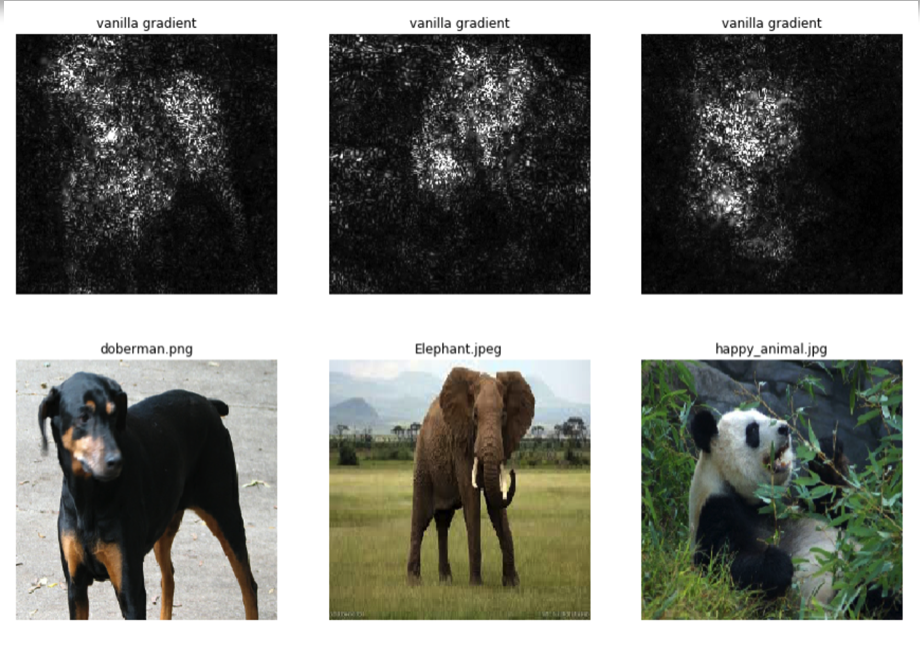 vanilla gradient
vanilla gradient
vanilla gradient
doberman.png
Elephant.jpeg
happy_animal.jpg